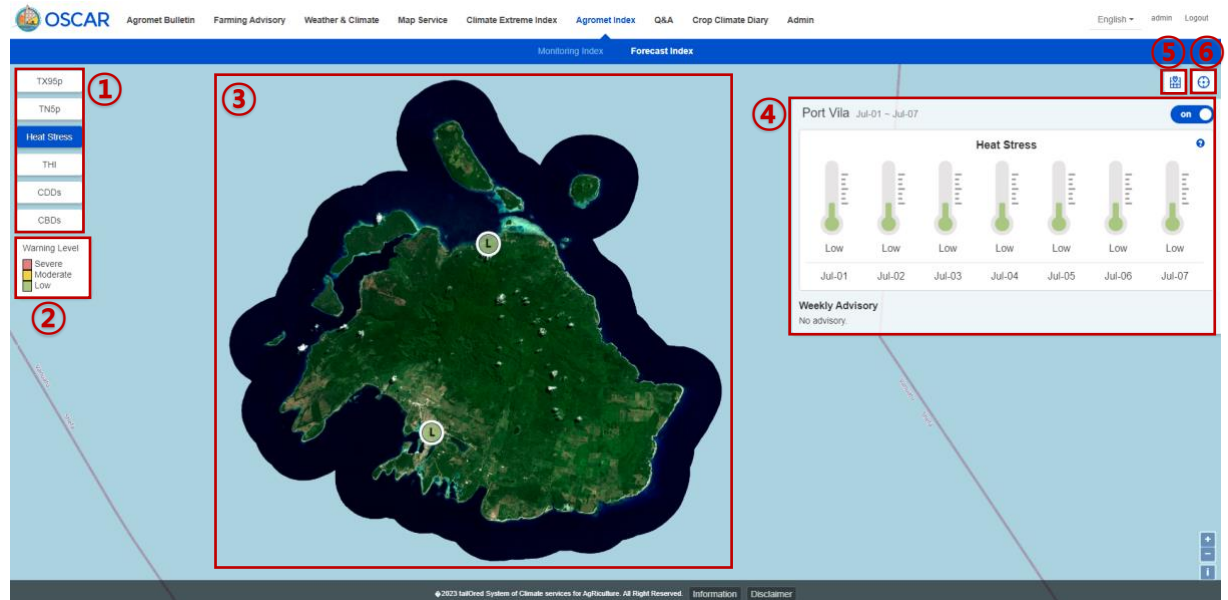 OSCAR Agromet Bulletin Farming Advisory Weather & Climate Map Service Climate Extreme Index Agromet Index Q&A Crop Climate Diary Admin English admin Logout
Monitoring Index Forecast Index
⑤ ⑥
TX95p
①
TN5p
Heat Stress
THI
CDDs
CBDs
Warning Level
Severe
Moderate
Low
②
③
L
L
④
Port Vila Jul-01 ~ Jul-07 on
Heat Stress ?
Low Low Low Low Low Low Low
Jul-01 Jul-02 Jul-03 Jul-04 Jul-05 Jul-06 Jul-07
Weekly Advisory
No advisory.
+
−
i
�2023 tailOred System of Climate services for AgRiculture. All Right Reserved. Information Disclaimer